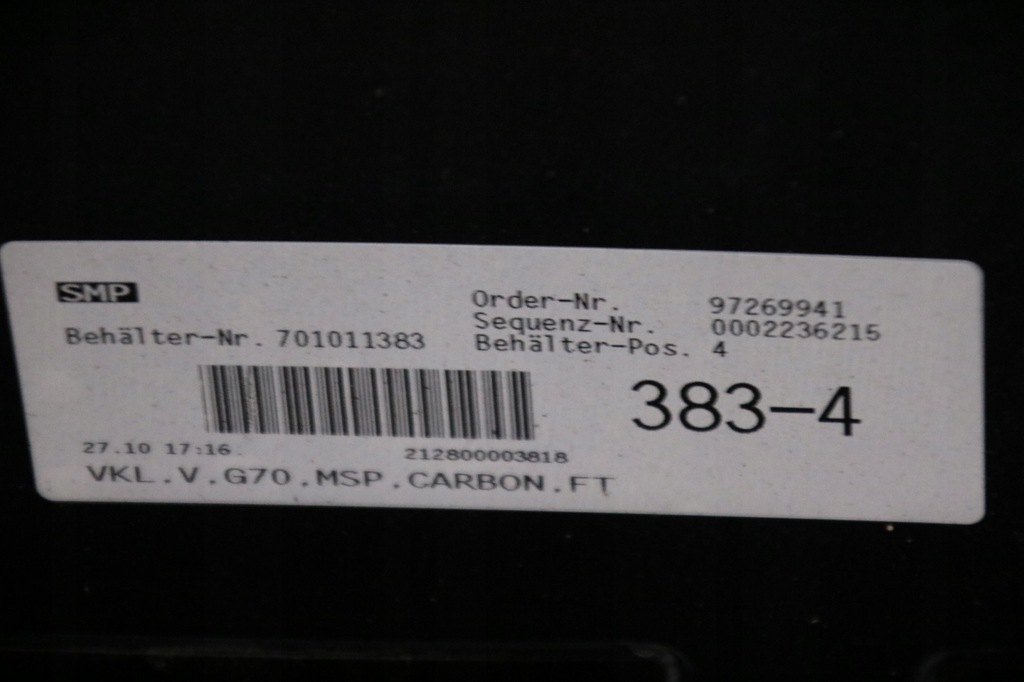 SMP
Order-Nr. 97269941
Sequenz-Nr. 0002236215
Behälter-Nr. 701011383
Behälter-Pos. 4
383-4
27.10 17:16
212800003818
VKL.V.G70.MSP.CARBON.FT